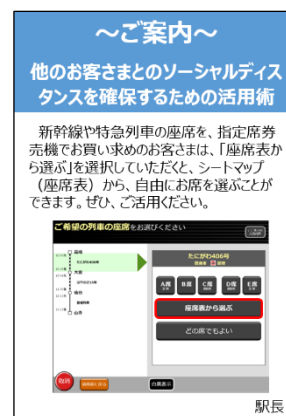 ～ご案内～
他のお客さまとのソーシャルディス
タンスを確保するための活用術
新幹線や特急列車の座席を、指定席券
売機でお買い求めのお客さまは、「座席表か
ら選ぶ」を選択していただくと、シートマップ
（座席表）から、自由にお席を選ぶことが
できます。ぜひ、ご活用ください。
ご希望の列車の座席をお選びください
たにがわ406号
A席 B席 C席 D席 E席
座席表から選ぶ
どの席でもよい
取消
駅長